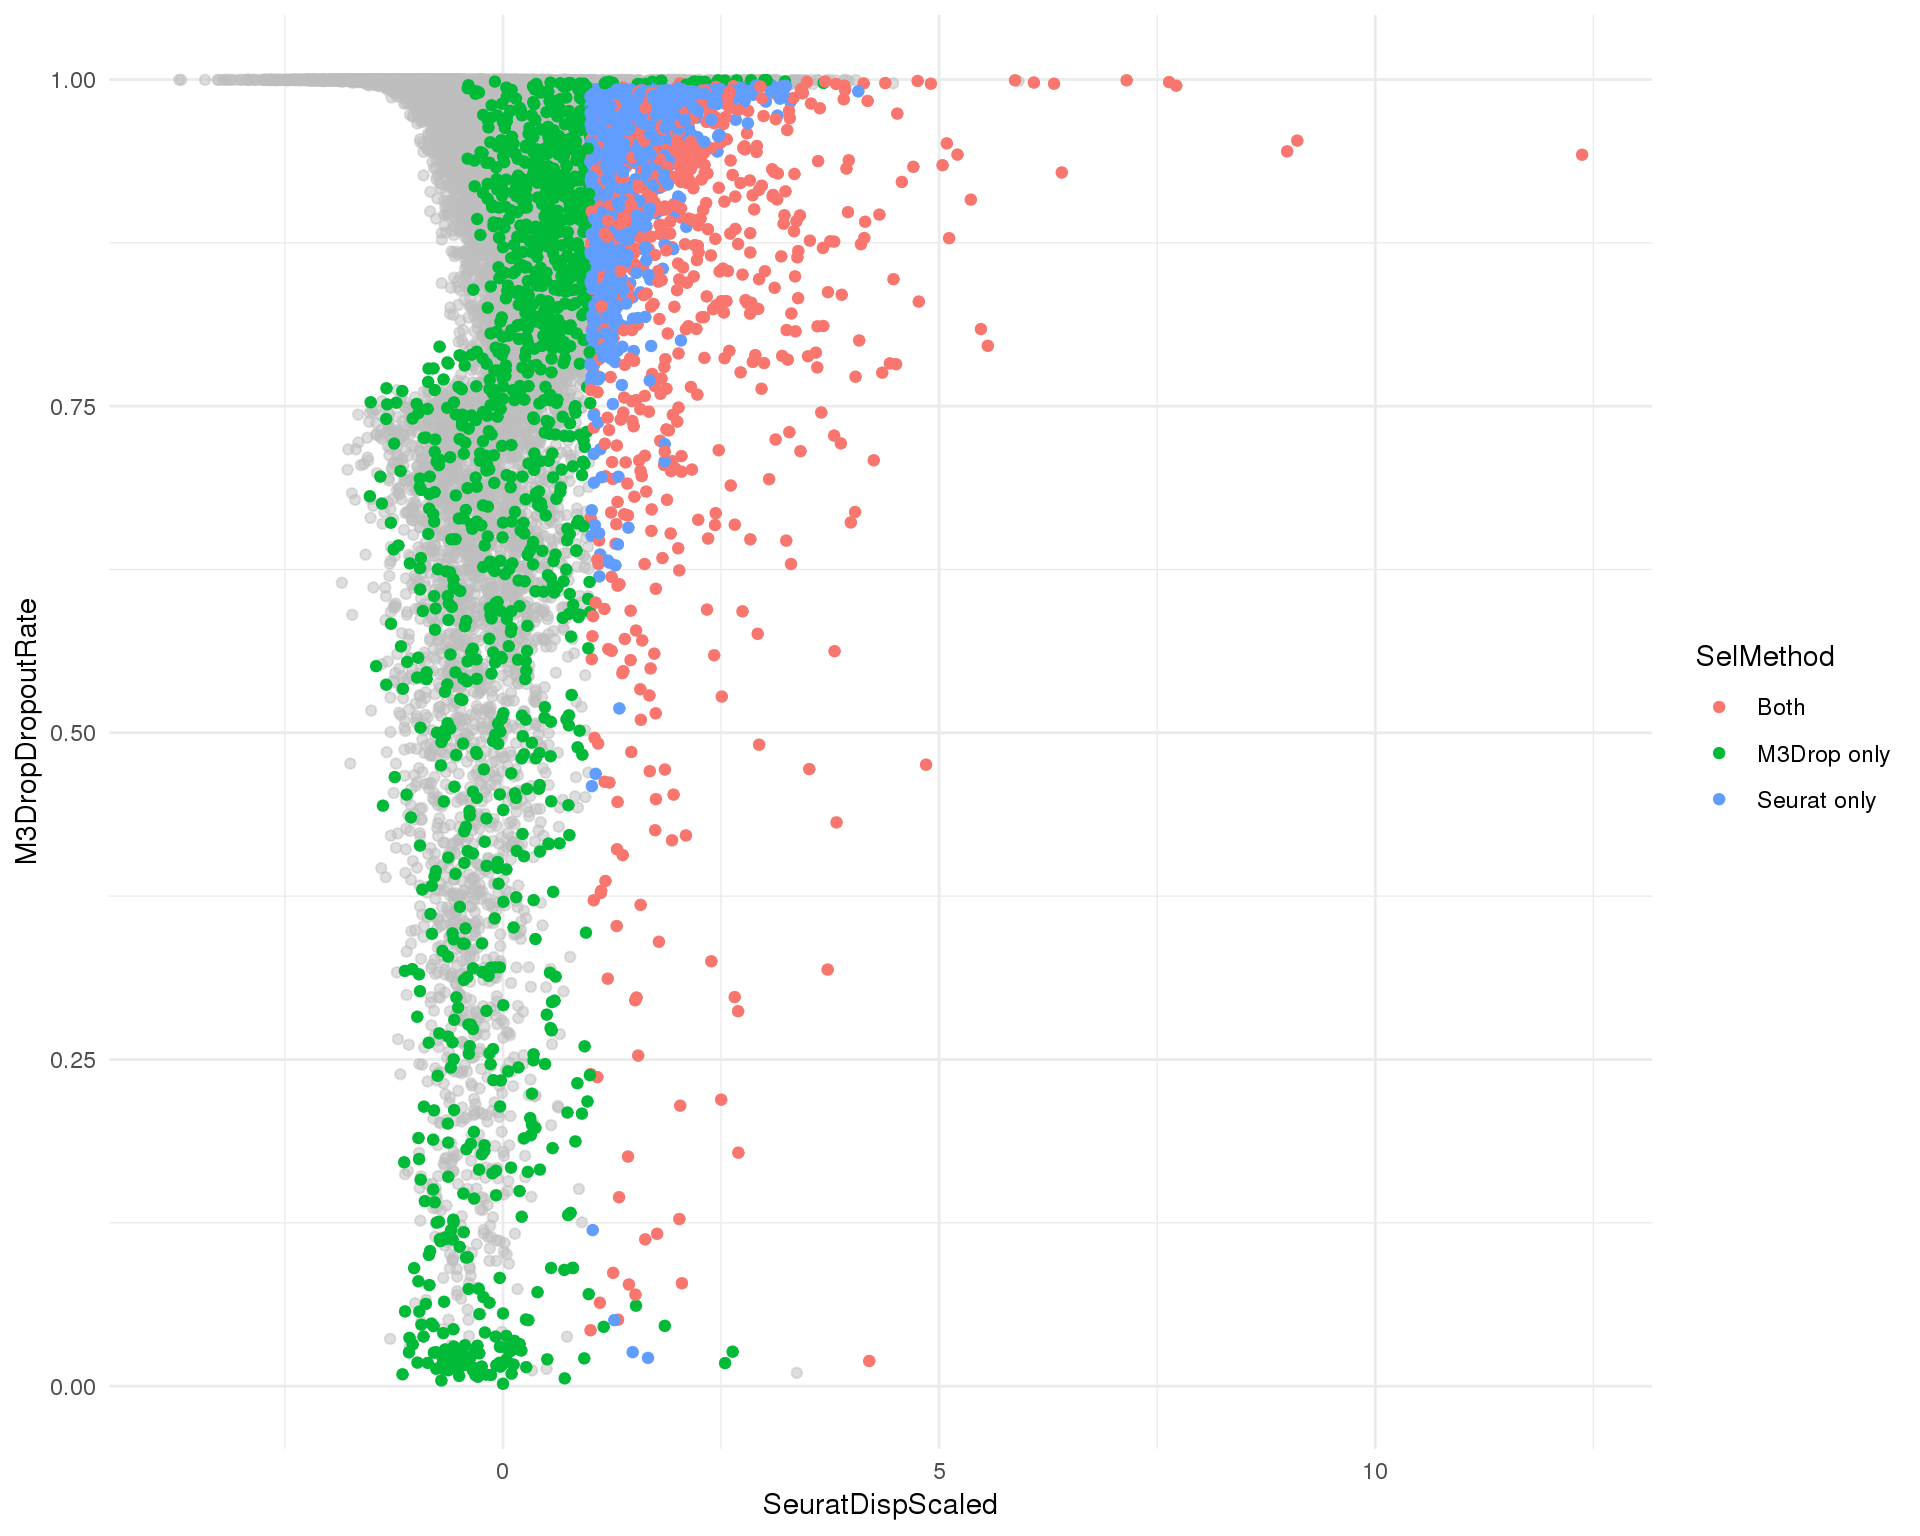 1.00
0.75
0.50
0.25
0.00
M3DropDropoutRate
0
5
10
SeuratDispScaled
SelMethod
Both
M3Drop only
Seurat only